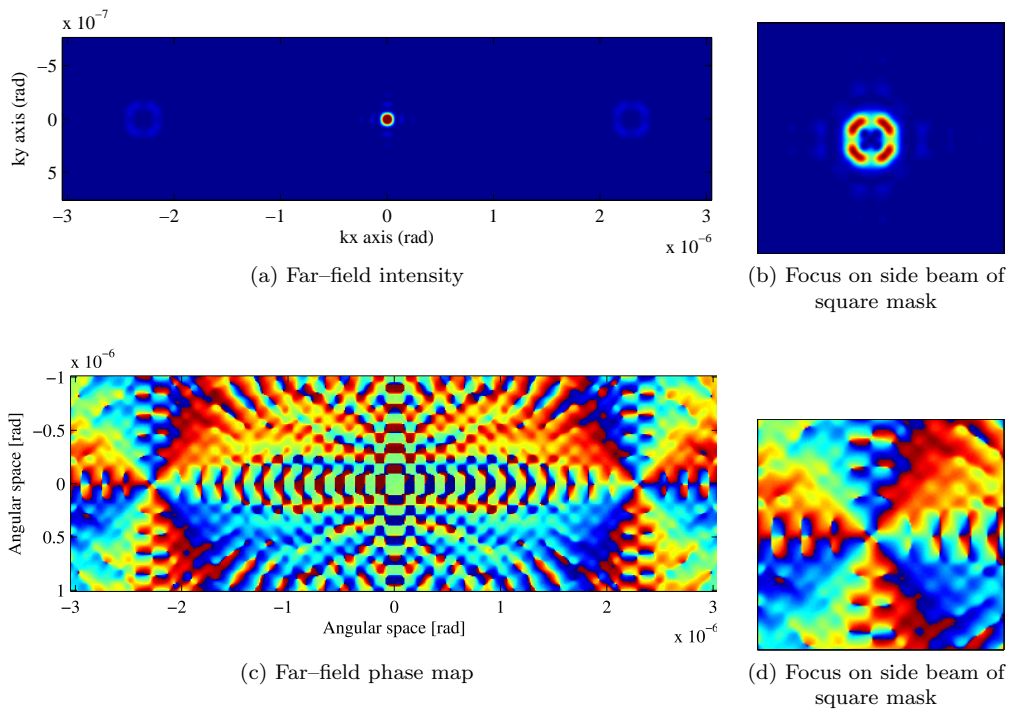 x 10⁻⁷
−5
0
5
ky axis (rad)
−3 −2 −1 0 1 2 3
kx axis (rad)
x 10⁻⁶
(a) Far–field intensity
(b) Focus on side beam of
square mask
x 10⁻⁶
−1
−0.5
0
0.5
1
Angular space [rad]
−3 −2 −1 0 1 2 3
Angular space [rad]
x 10⁻⁶
(c) Far–field phase map
(d) Focus on side beam of
square mask